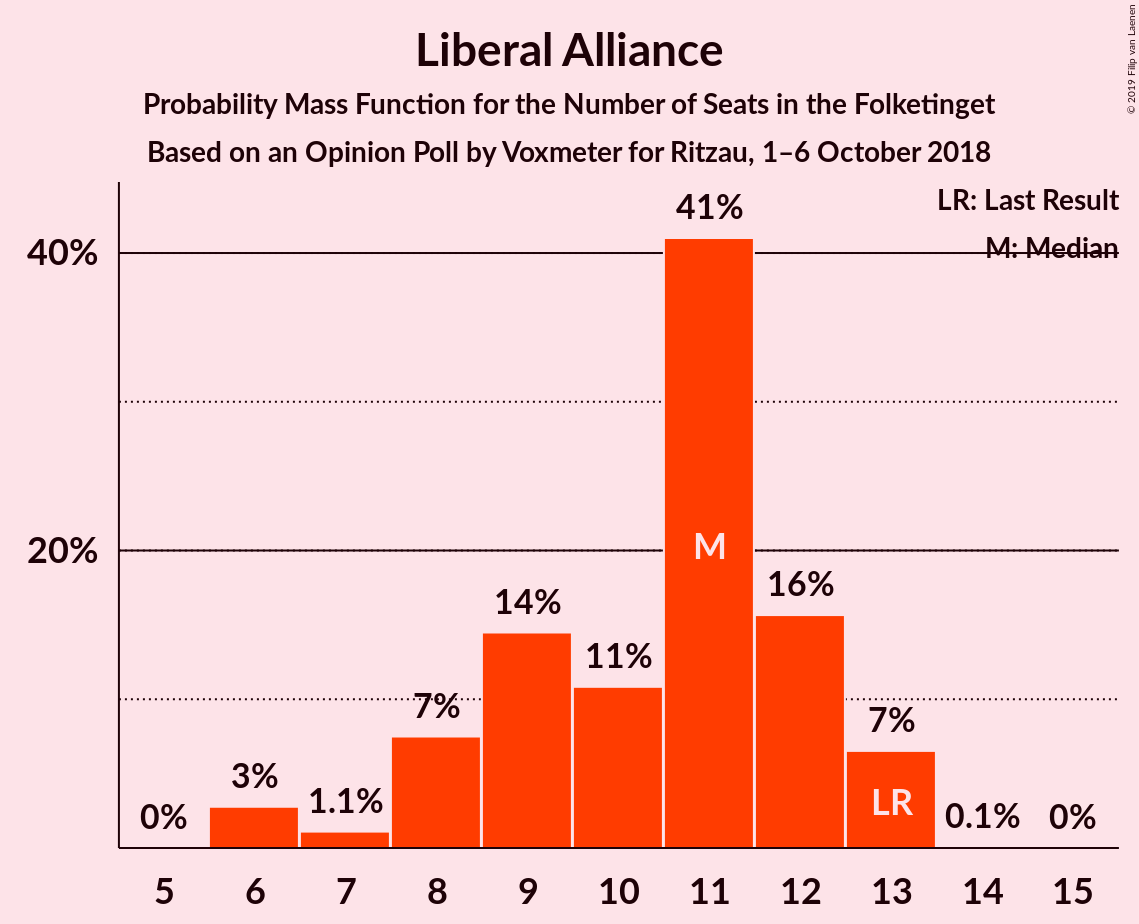 Liberal Alliance
Probability Mass Function for the Number of Seats in the Folketinget
Based on an Opinion Poll by Voxmeter for Ritzau, 1–6 October 2018
© 2019 Filip van Laenen
LR: Last Result
M: Median
40%
20%
0%
3%
1.1%
7%
14%
11%
41%
16%
7%
0.1%
0%
M
LR
5 6 7 8 9 10 11 12 13 14 15